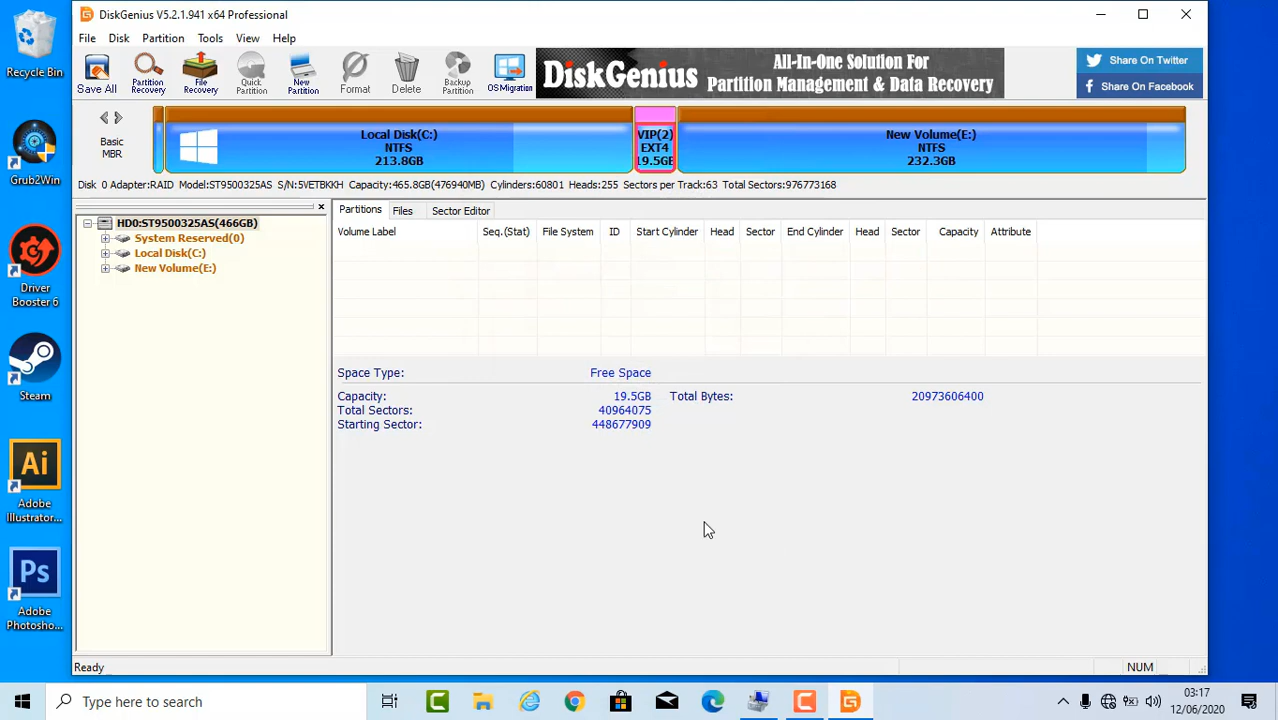 Recycle Bin
Grub2Win
Driver
Booster 6
Steam
Ai
Adobe
Illustrator...
Ps
Adobe
Photosho...
DiskGenius V5.2.1.941 x64 Professional
File Disk Partition Tools View Help
Save All
Partition
Recovery
File
Recovery
Quick
Partition
New
Partition
Format
Delete
Backup
Partition
OS Migration
DiskGenius
All-In-One Solution For
Partition Management & Data Recovery
Share On Twitter
Share On Facebook
Basic
MBR
Local Disk(C:)
NTFS
213.8GB
VIP(2)
EXT4
19.5GB
New Volume(E:)
NTFS
232.3GB
Disk 0 Adapter:RAID Model:ST9500325AS S/N:5VETBKKH Capacity:465.8GB(476940MB) Cylinders:60801 Heads:255 Sectors per Track:63 Total Sectors:976773168
HD0:ST9500325AS(466GB)
System Reserved(0)
Local Disk(C:)
New Volume(E:)
Partitions Files Sector Editor
Volume Label Seq.(Stat) File System ID Start Cylinder Head Sector End Cylinder Head Sector Capacity Attribute
Space Type: Free Space
Capacity: 19.5GB Total Bytes: 20973606400
Total Sectors: 40964075
Starting Sector: 448677909
Ready NUM
Type here to search
03:17
12/06/2020